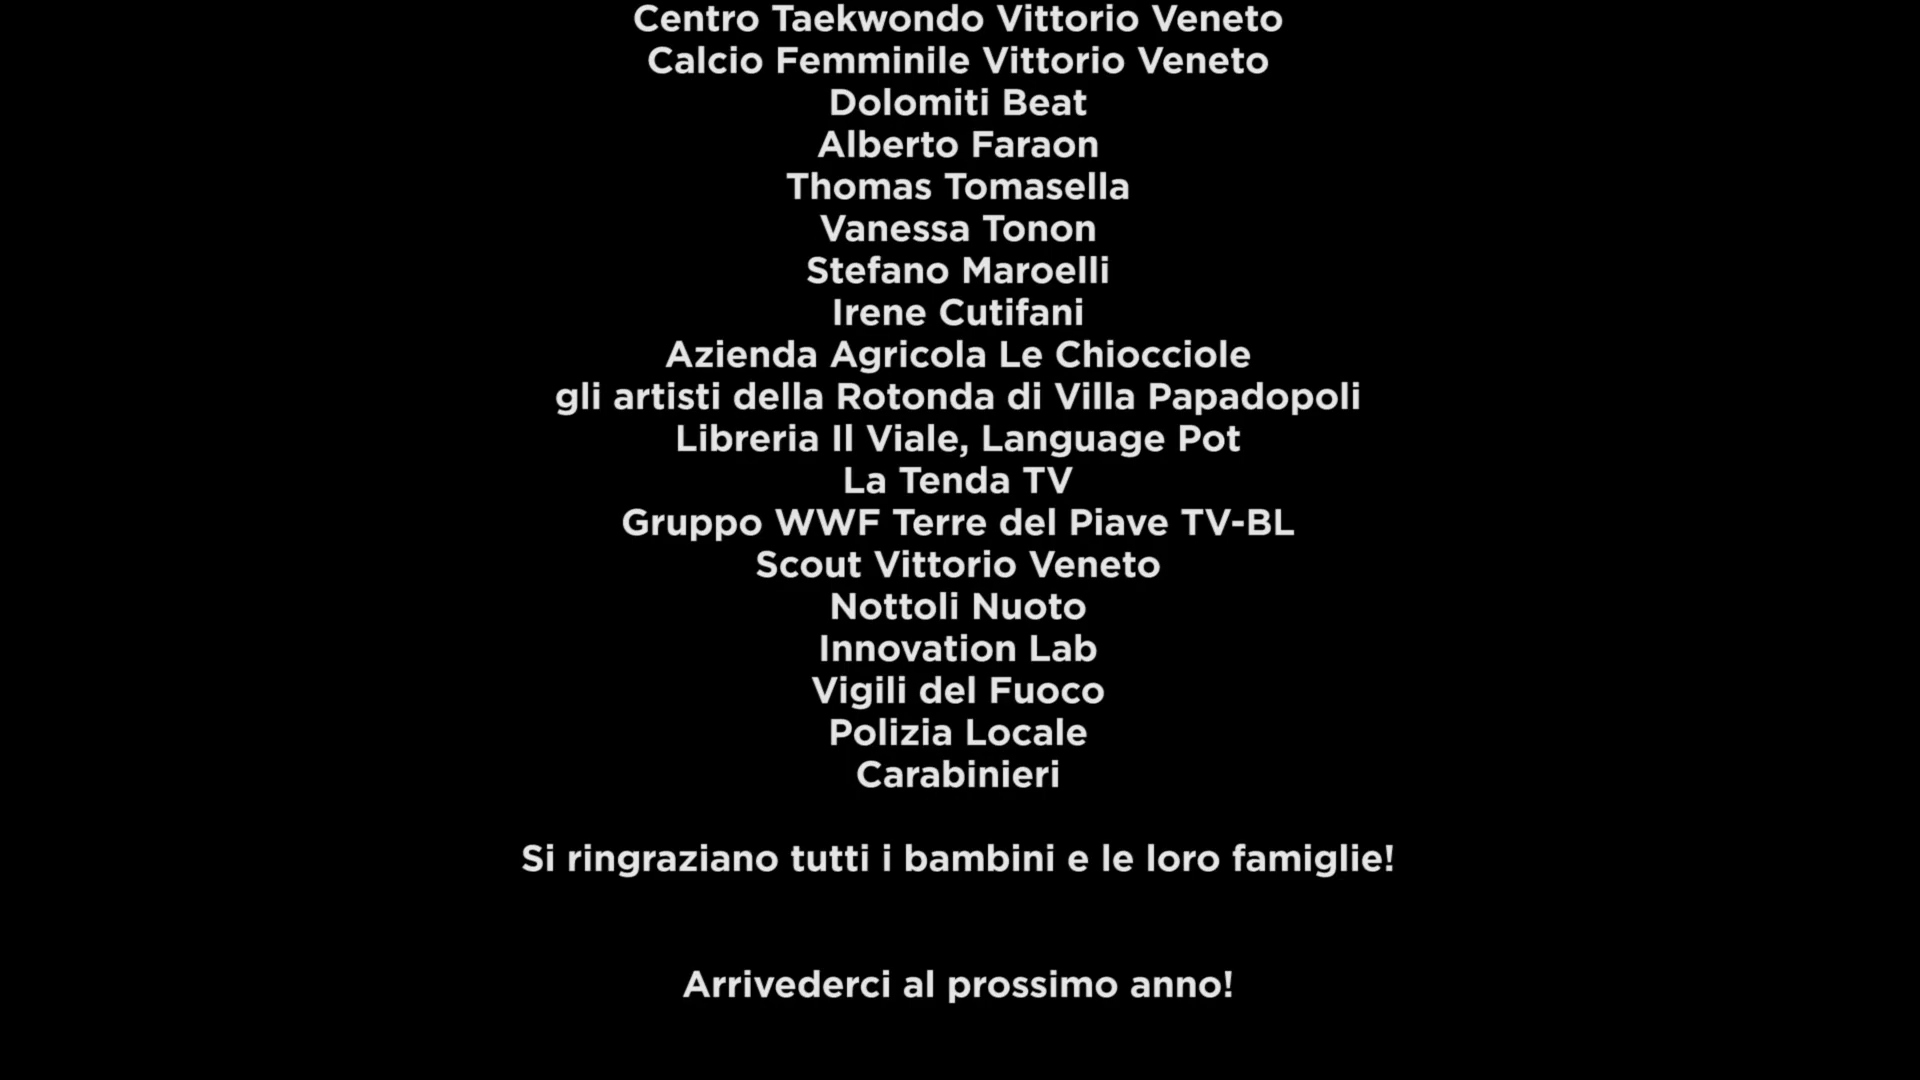 Centro Taekwondo Vittorio Veneto
Calcio Femminile Vittorio Veneto
Dolomiti Beat
Alberto Faraon
Thomas Tomasella
Vanessa Tonon
Stefano Maroelli
Irene Cutifani
Azienda Agricola Le Chiocciole
gli artisti della Rotonda di Villa Papadopoli
Libreria Il Viale, Language Pot
La Tenda TV
Gruppo WWF Terre del Piave TV-BL
Scout Vittorio Veneto
Nottoli Nuoto
Innovation Lab
Vigili del Fuoco
Polizia Locale
Carabinieri
Si ringraziano tutti i bambini e le loro famiglie!
Arrivederci al prossimo anno!